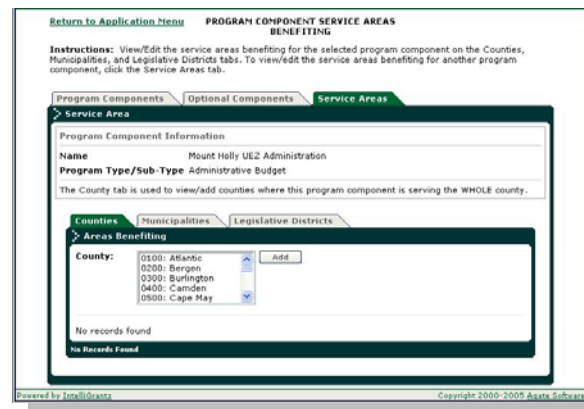 Return to Application Menu
PROGRAM COMPONENT SERVICE AREAS
BENEFITING
Instructions: View/Edit the service areas benefiting for the selected program component on the Counties,
Municipalities, and Legislative Districts tabs. To view/edit the service areas benefiting for another program
component, click the Service Areas tab.
Program Components
Optional Components
Service Areas
Service Area
Program Component Information
Name Mount Holly UEZ Administration
Program Type/Sub-Type Administrative Budget
The County tab is used to view/add counties where this program component is serving the WHOLE county.
Counties
Municipalities
Legislative Districts
Areas Benefiting
County:
0100: Atlantic
0200: Bergen
0300: Burlington
0400: Camden
0500: Cape May
Add
No records found
No Records Found
Powered by IntelliGrants
Copyright 2000-2005 Agate Software